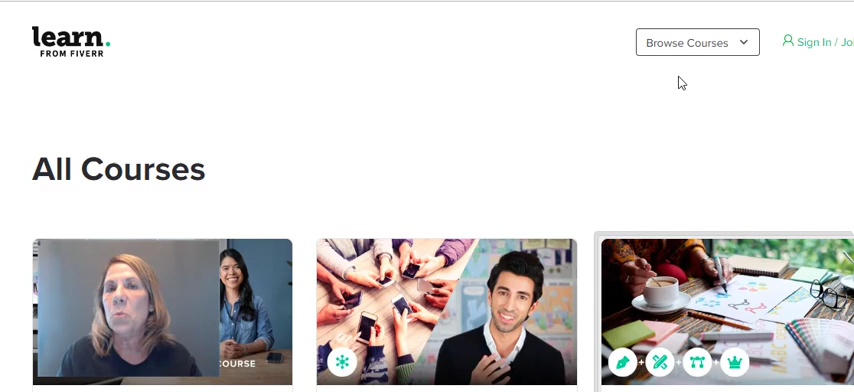 learn.
FROM FIVERR
Browse Courses
Sign In / Jo
All Courses
COURSE